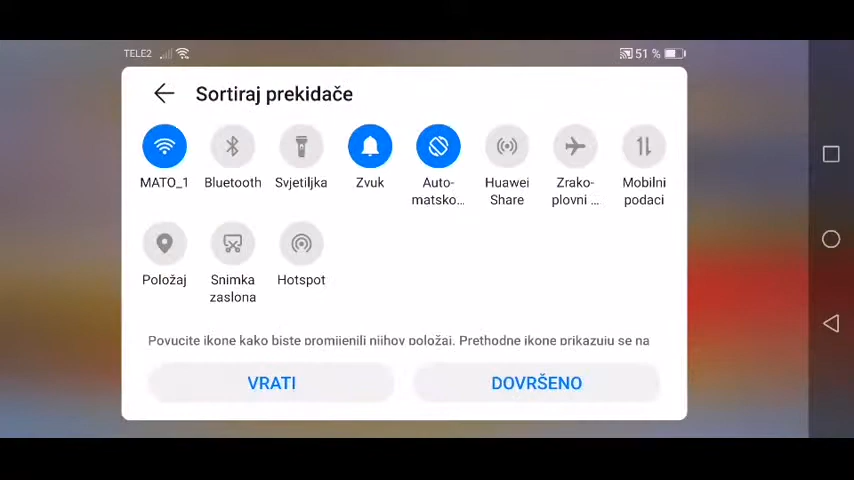 TELE2
51 %
Sortiraj prekidače
MATO_1
Bluetooth
Svjetiljka
Zvuk
Auto-
matsko...
Huawei
Share
Zrako-
plovni ...
Mobilni
podaci
Položaj
Snimka
zaslona
Hotspot
Povucite ikone kako biste promijenili njihov položaj. Prethodne ikone prikazuju se na
VRATI
DOVRŠENO